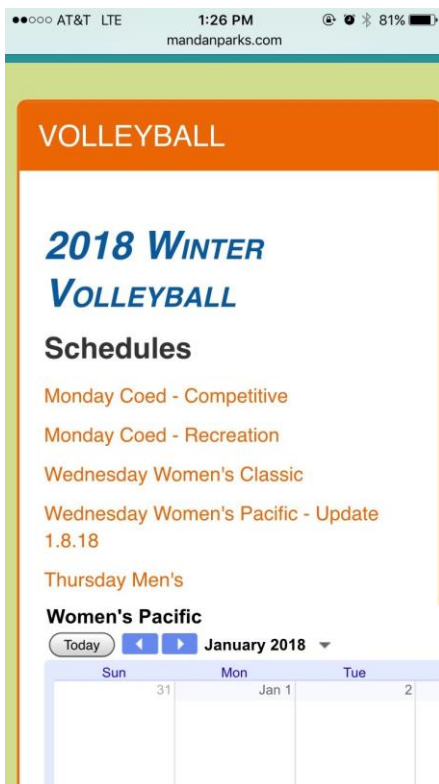 AT&T LTE 1:26 PM 81%
mandanparks.com
VOLLEYBALL
2018 WINTER
VOLLEYBALL
Schedules
Monday Coed - Competitive
Monday Coed - Recreation
Wednesday Women's Classic
Wednesday Women's Pacific - Update
1.8.18
Thursday Men's
Women's Pacific
Today January 2018
Sun Mon Tue
31 Jan 1 2